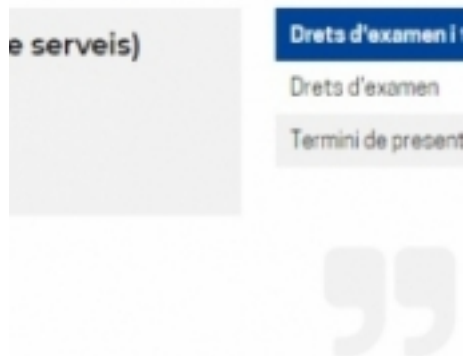 e serveis)
Drets d'examen i
Drets d'examen
Termini de present